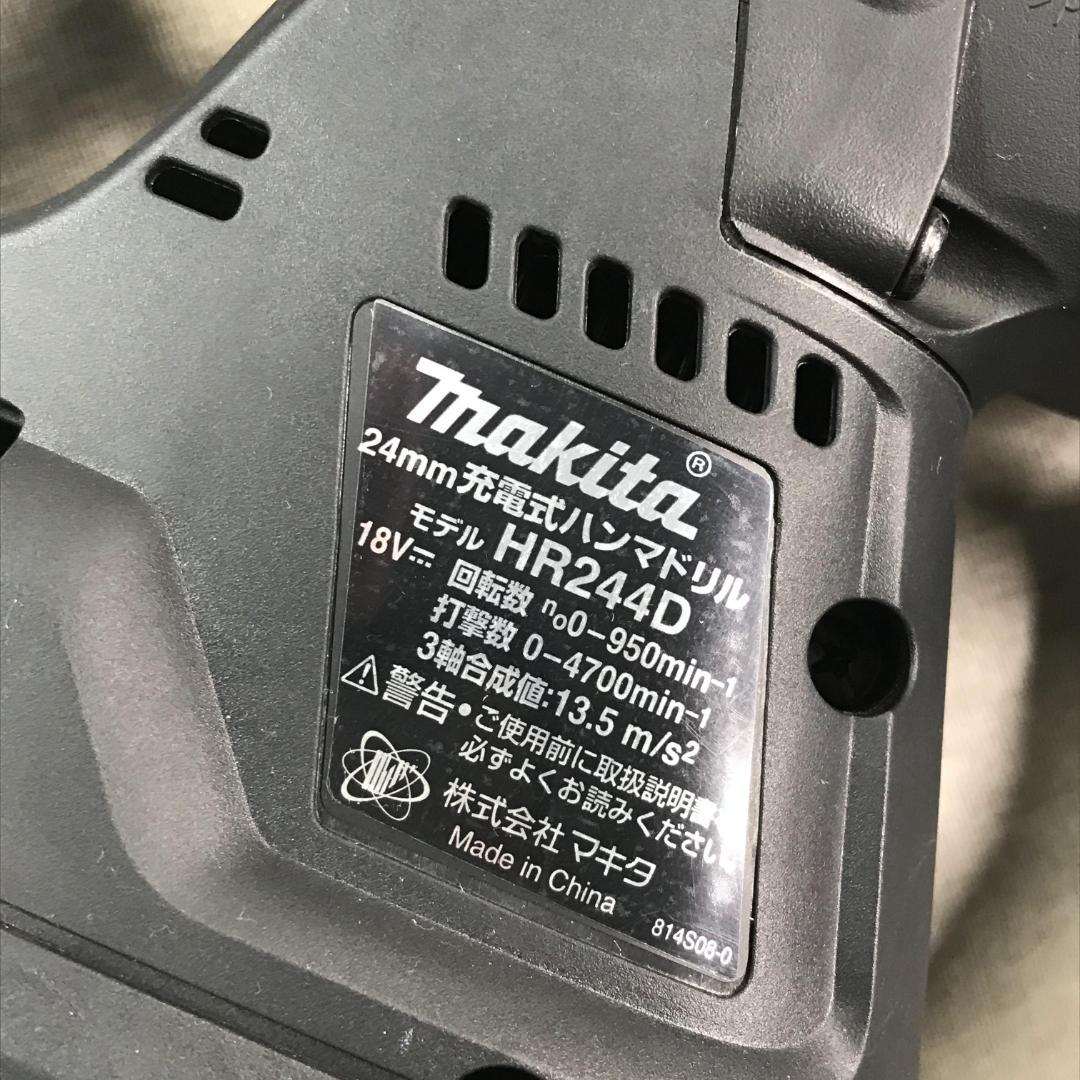 makita®
24mm充電式ハンマドリル
モデル HR244D
18V⎓
回転数 n₀0-950min-1
打撃数 0-4700min-1
3軸合成値:13.5 m/s²
⚠警告•ご使用前に取扱説明書を
必ずよくお読みください。
株式会社マキタ
Made in China
814S08-0